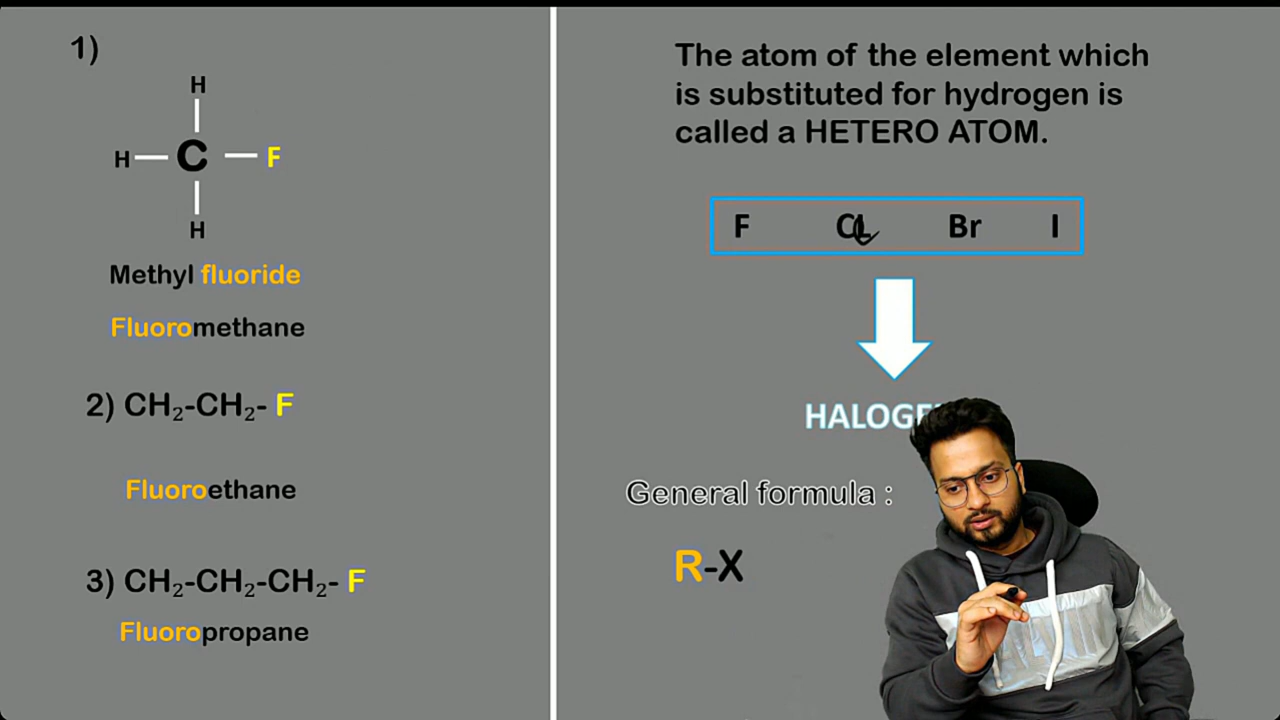 1)
H
H — C — F
H
Methyl fluoride
Fluoromethane
2) CH₂-CH₂- F
Fluoroethane
3) CH₂-CH₂-CH₂- F
Fluoropropane
The atom of the element which
is substituted for hydrogen is
called a HETERO ATOM.
F CL Br I
General formula :
R-X